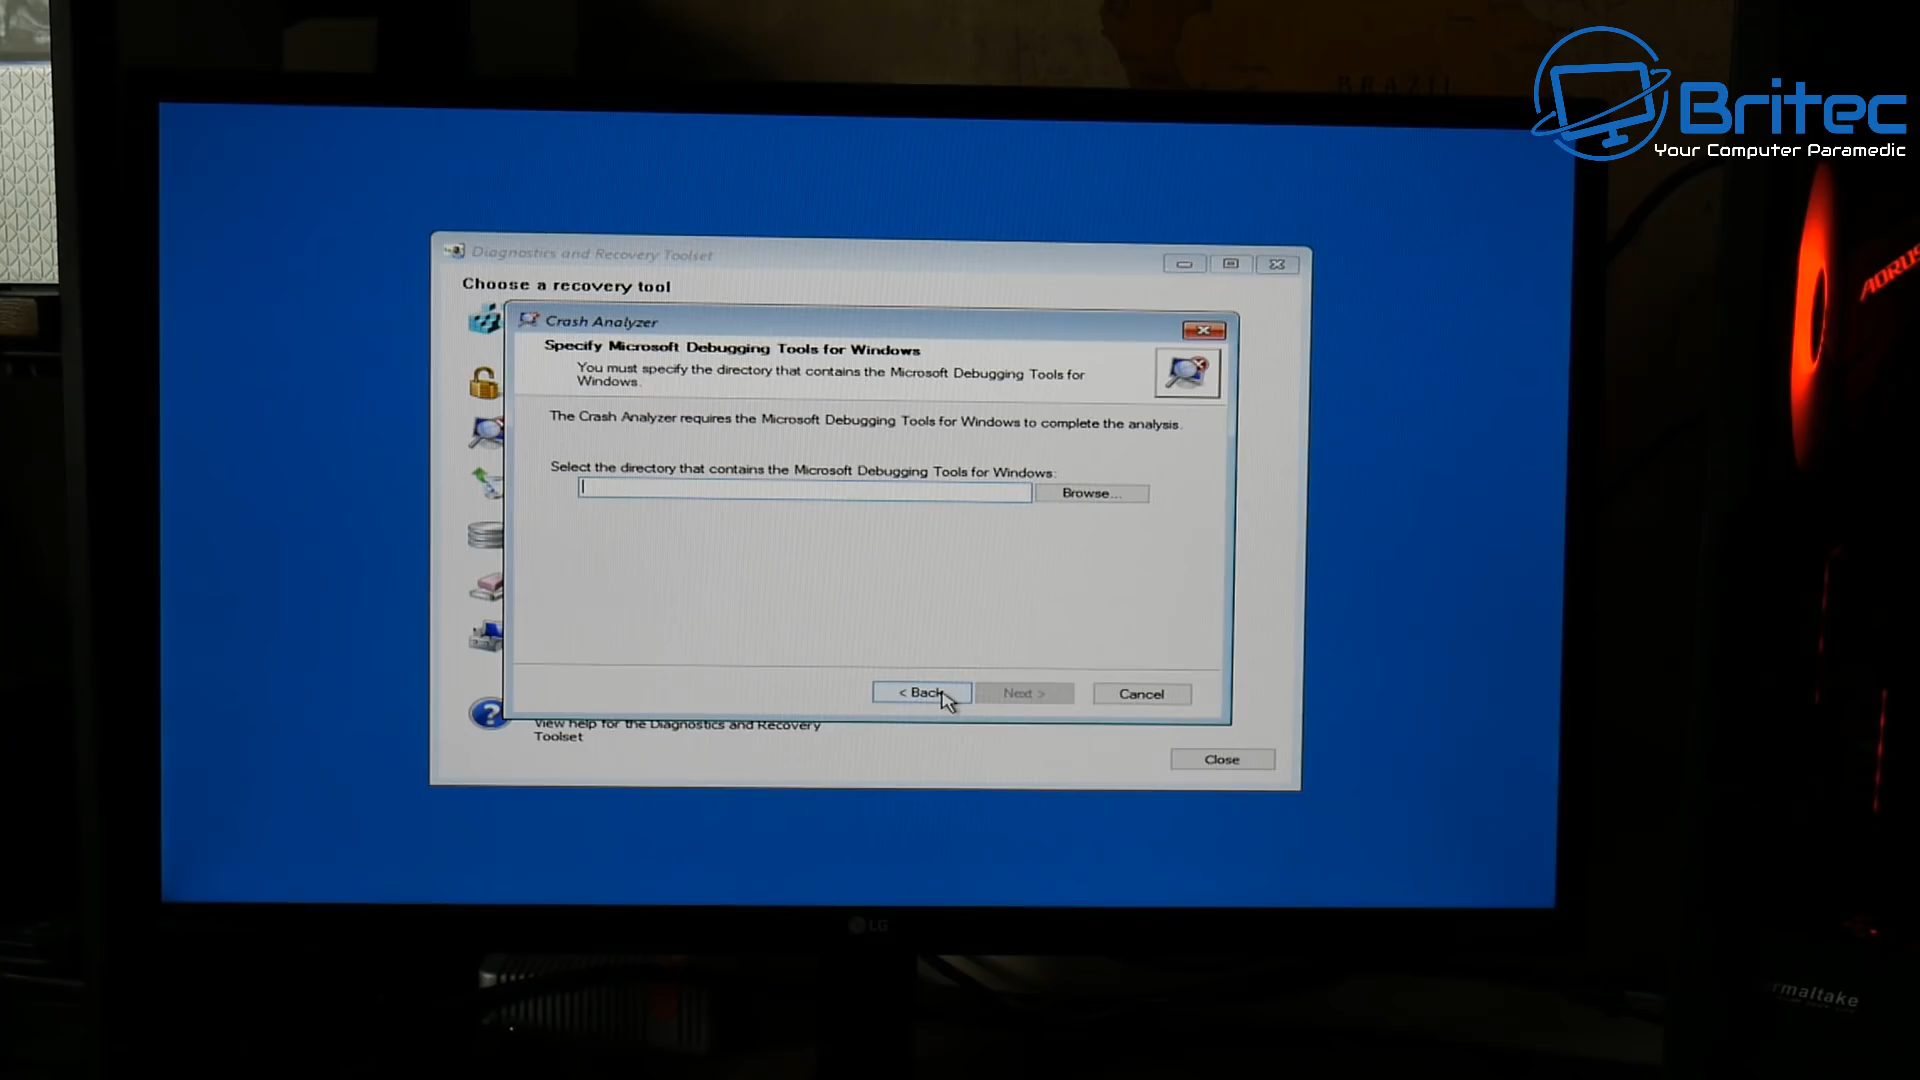 BRAZIL
Britec
Your Computer Paramedic
AORUS
Diagnostics and Recovery Toolset
Choose a recovery tool
Crash Analyzer
Specify Microsoft Debugging Tools for Windows
You must specify the directory that contains the Microsoft Debugging Tools for
Windows.
The Crash Analyzer requires the Microsoft Debugging Tools for Windows to complete the analysis.
Select the directory that contains the Microsoft Debugging Tools for Windows:
Browse...
< Back
Next >
Cancel
View help for the Diagnostics and Recovery
Toolset
Close
LG
rmaltake